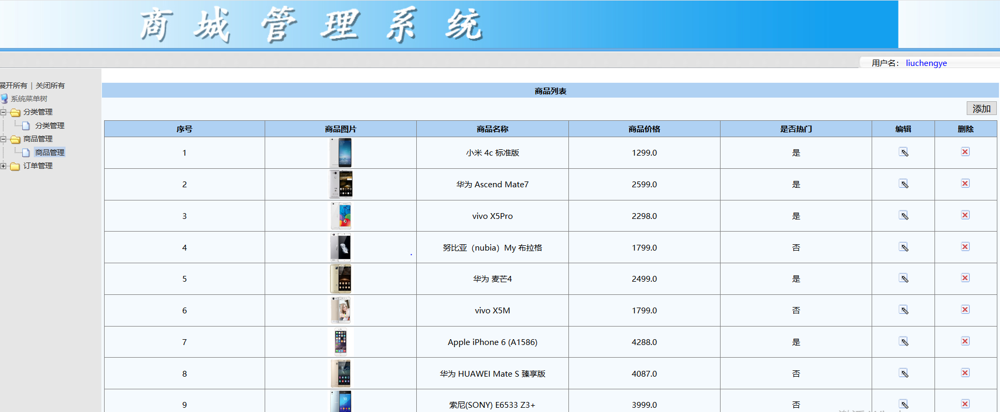 商城管理系统
用户名： liuchengye
展开所有 | 关闭所有
系统菜单树
分类管理
分类管理
商品管理
商品管理
订单管理
商品列表
添加
序号 商品图片 商品名称 商品价格 是否热门 编辑 删除
1 小米 4c 标准版 1299.0 是
2 华为 Ascend Mate7 2599.0 是
3 vivo X5Pro 2298.0 是
4 努比亚（nubia）My 布拉格 1799.0 否
5 华为 麦芒4 2499.0 是
6 vivo X5M 1799.0 否
7 Apple iPhone 6 (A1586) 4288.0 是
8 华为 HUAWEI Mate S 臻享版 4087.0 否
9 索尼(SONY) E6533 Z3+ 3999.0 否